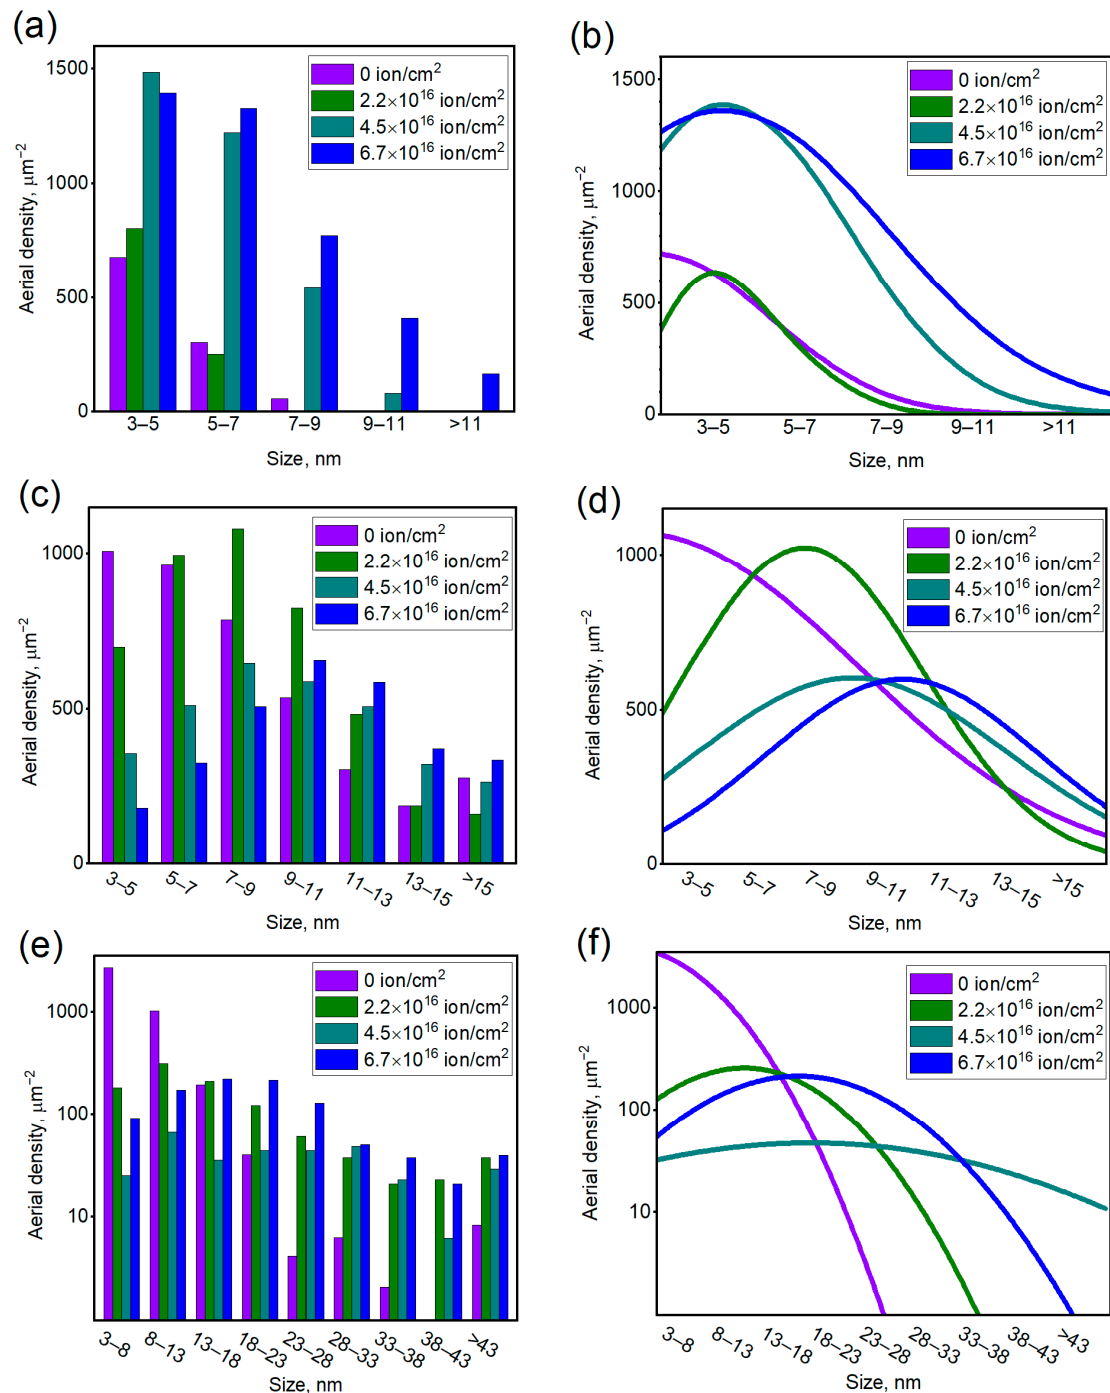 (a)
1500
1000
500
0
Aerial density, μm⁻²
0 ion/cm²
2.2×10¹⁶ ion/cm²
4.5×10¹⁶ ion/cm²
6.7×10¹⁶ ion/cm²
3–5 5–7 7–9 9–11 >11
Size, nm
(b)
1500
1000
500
0
Aerial density, μm⁻²
0 ion/cm²
2.2×10¹⁶ ion/cm²
4.5×10¹⁶ ion/cm²
6.7×10¹⁶ ion/cm²
3–5 5–7 7–9 9–11 >11
Size, nm
(c)
1000
500
0
Aerial density, μm⁻²
0 ion/cm²
2.2×10¹⁶ ion/cm²
4.5×10¹⁶ ion/cm²
6.7×10¹⁶ ion/cm²
3–5 5–7 7–9 9–11 11–13 13–15 >15
Size, nm
(d)
1000
500
0
Aerial density, μm⁻²
0 ion/cm²
2.2×10¹⁶ ion/cm²
4.5×10¹⁶ ion/cm²
6.7×10¹⁶ ion/cm²
3–5 5–7 7–9 9–11 11–13 13–15 >15
Size, nm
(e)
1000
100
10
Aerial density, μm⁻²
0 ion/cm²
2.2×10¹⁶ ion/cm²
4.5×10¹⁶ ion/cm²
6.7×10¹⁶ ion/cm²
3–8 8–13 13–18 18–23 23–28 28–33 33–38 38–43 >43
Size, nm
(f)
1000
100
10
Aerial density, μm⁻²
0 ion/cm²
2.2×10¹⁶ ion/cm²
4.5×10¹⁶ ion/cm²
6.7×10¹⁶ ion/cm²
3–8 8–13 13–18 18–23 23–28 28–33 33–38 38–43 >43
Size, nm